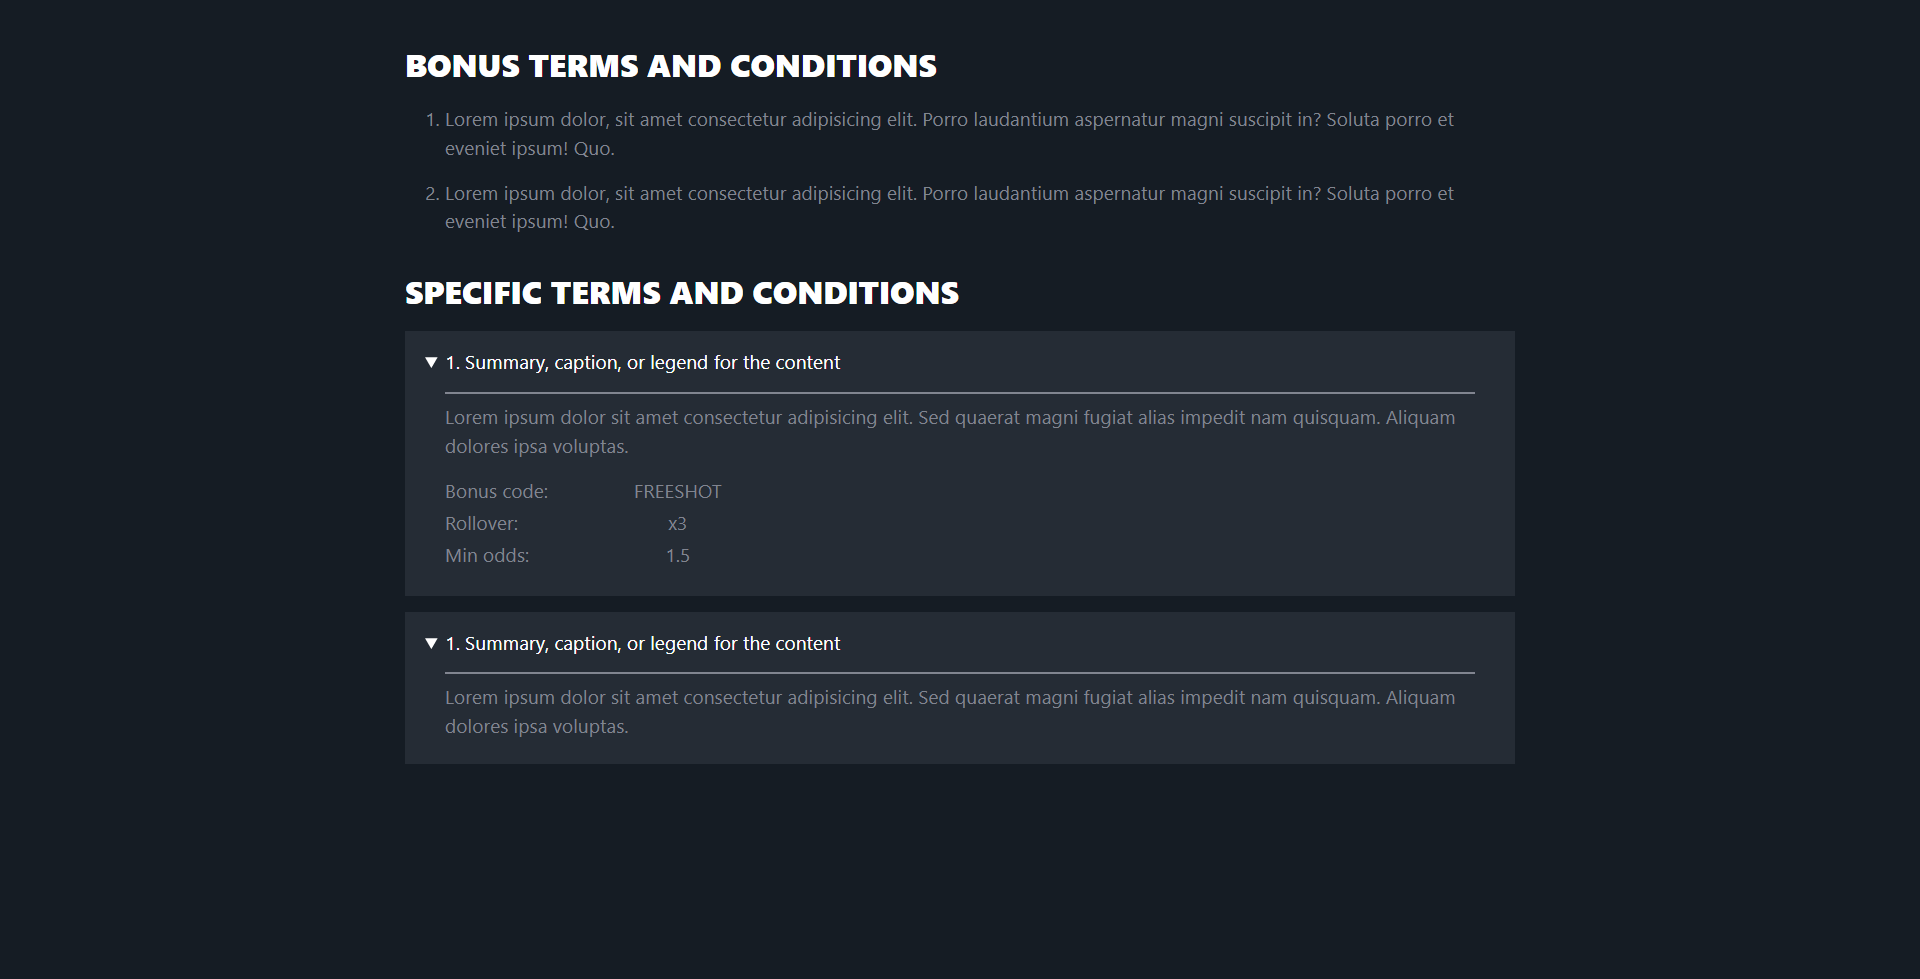 BONUS TERMS AND CONDITIONS
1. Lorem ipsum dolor, sit amet consectetur adipisicing elit. Porro laudantium aspernatur magni suscipit in? Soluta porro et
eveniet ipsum! Quo.
2. Lorem ipsum dolor, sit amet consectetur adipisicing elit. Porro laudantium aspernatur magni suscipit in? Soluta porro et
eveniet ipsum! Quo.
SPECIFIC TERMS AND CONDITIONS
▼ 1. Summary, caption, or legend for the content
Lorem ipsum dolor sit amet consectetur adipisicing elit. Sed quaerat magni fugiat alias impedit nam quisquam. Aliquam
dolores ipsa voluptas.
Bonus code: FREESHOT
Rollover: x3
Min odds: 1.5
▼ 1. Summary, caption, or legend for the content
Lorem ipsum dolor sit amet consectetur adipisicing elit. Sed quaerat magni fugiat alias impedit nam quisquam. Aliquam
dolores ipsa voluptas.